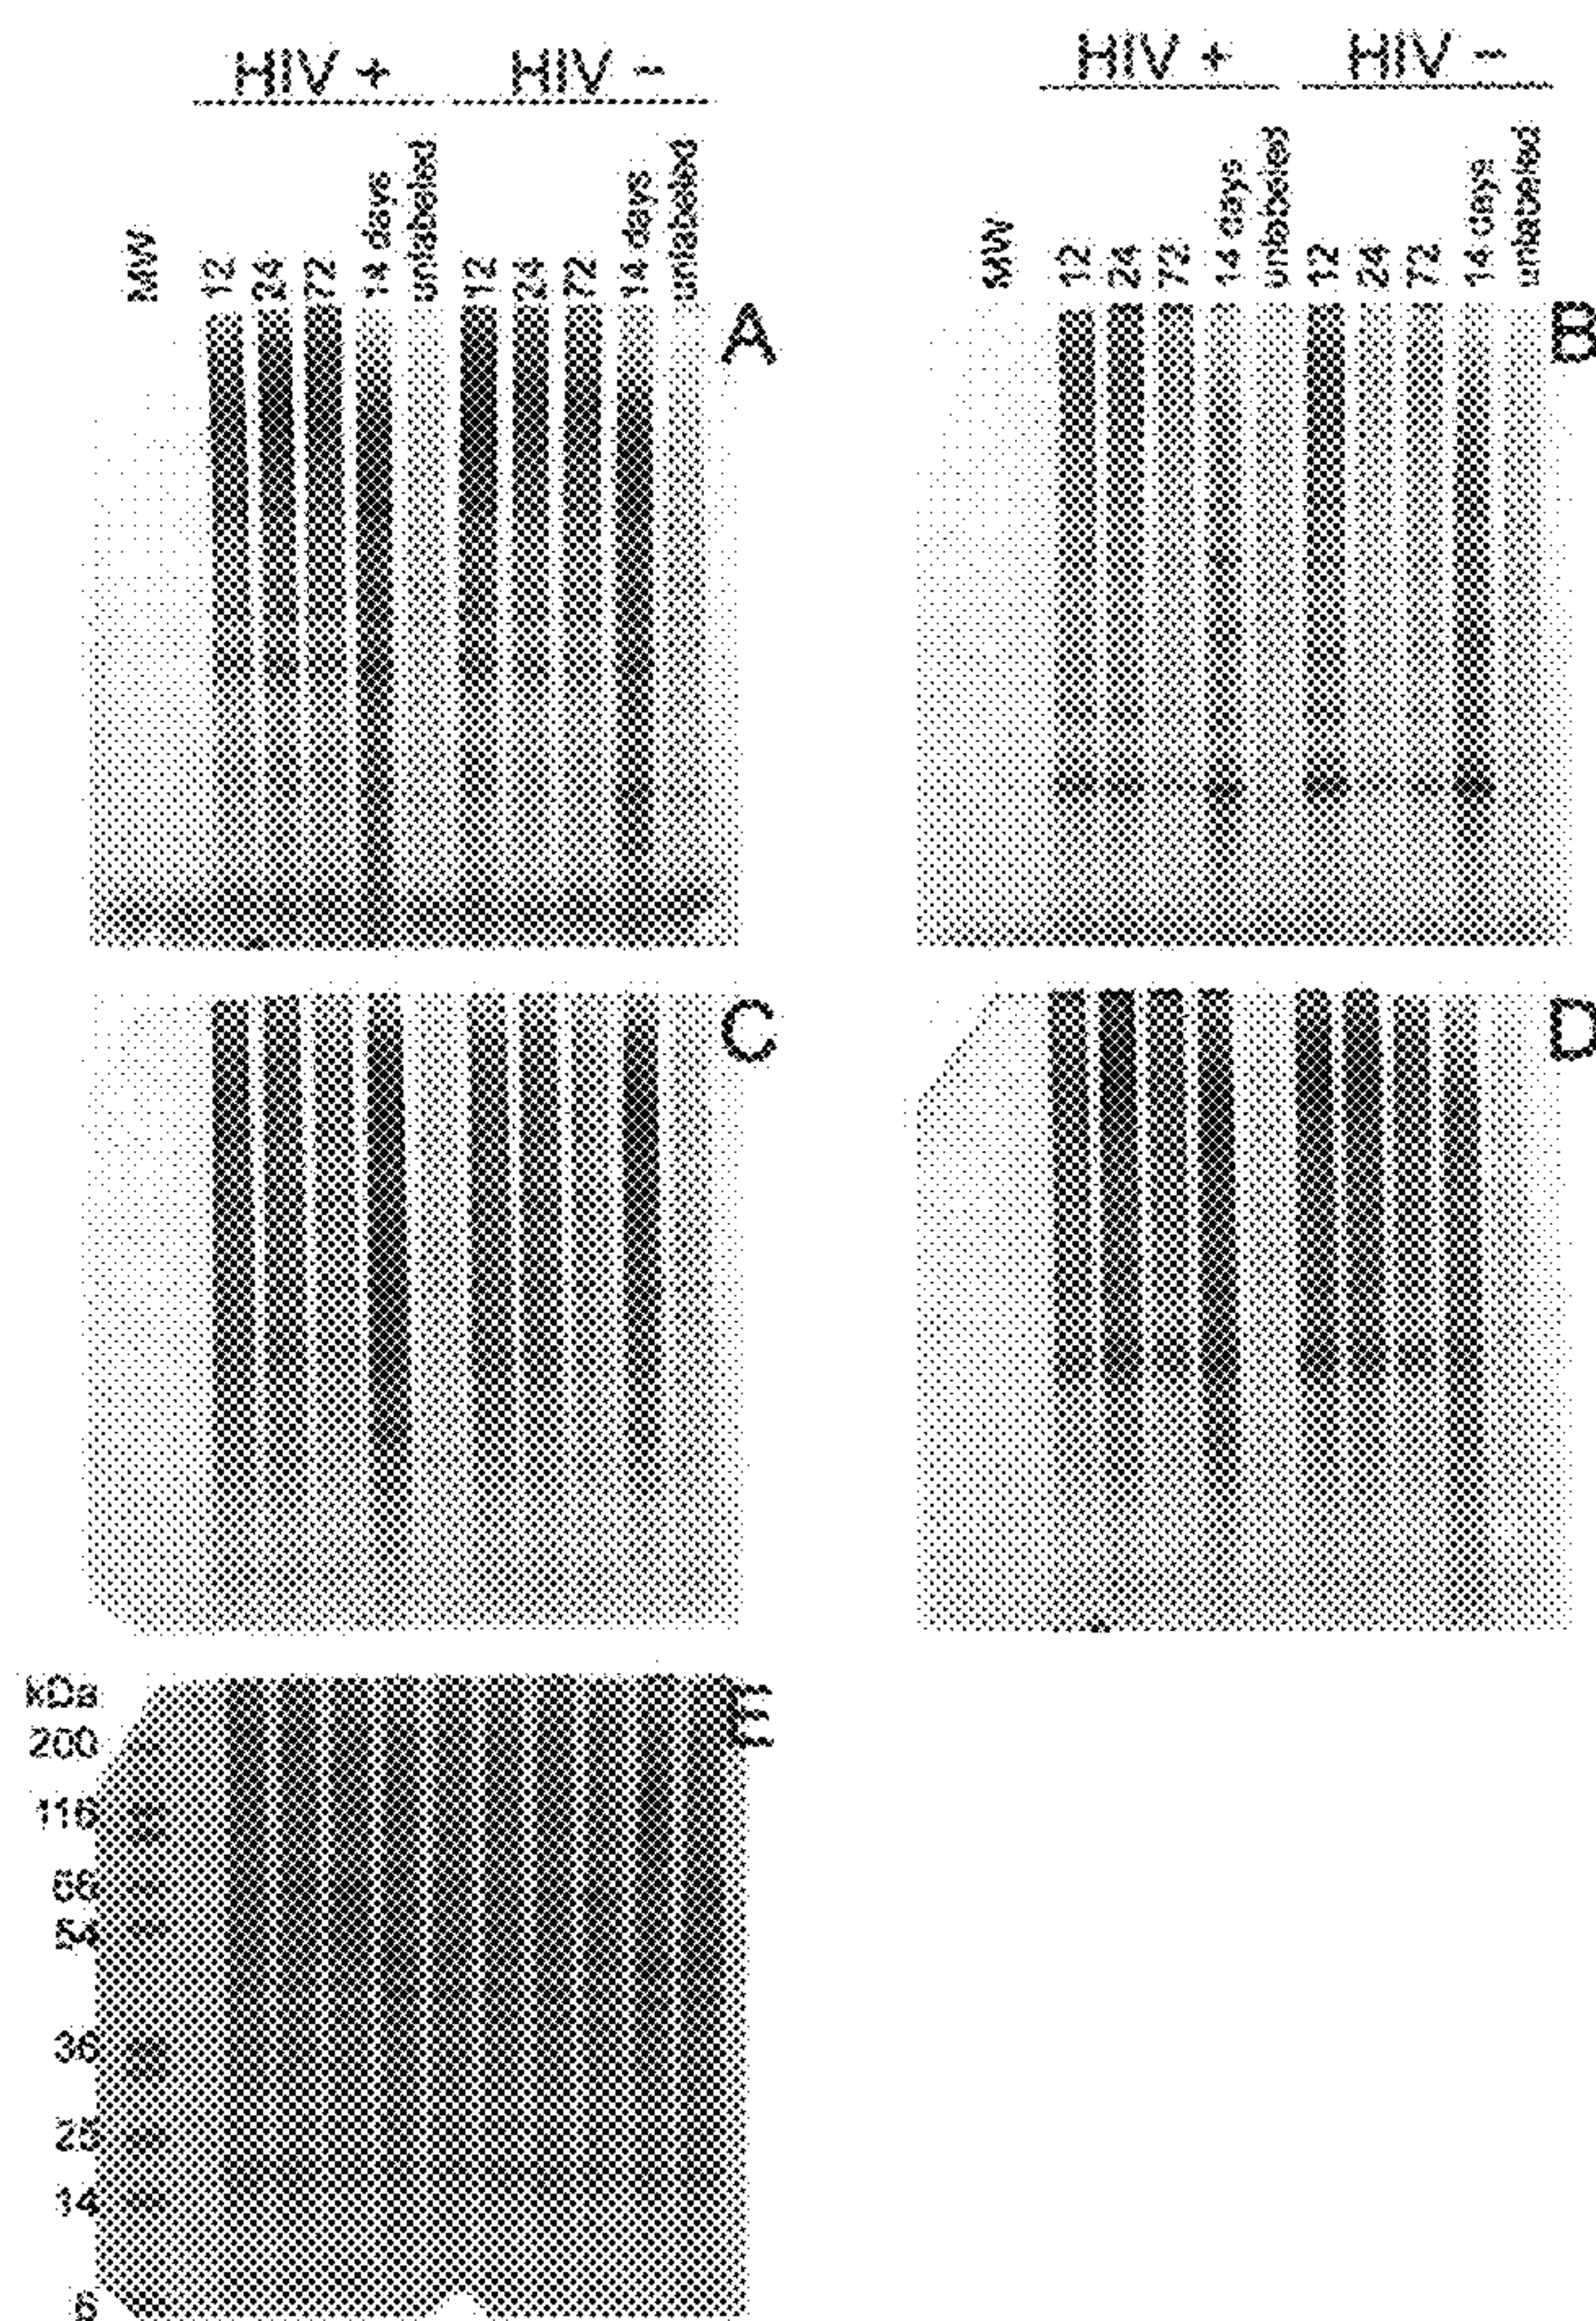 HIV + HIV – HIV + HIV –
MW 12 24 72 14 days unlabeled 12 24 72 14 days unlabeled MW 12 24 72 14 days unlabeled 12 24 72 14 days unlabeled
A B
C D
kDa E
200
116
66
54
36
25
14
6